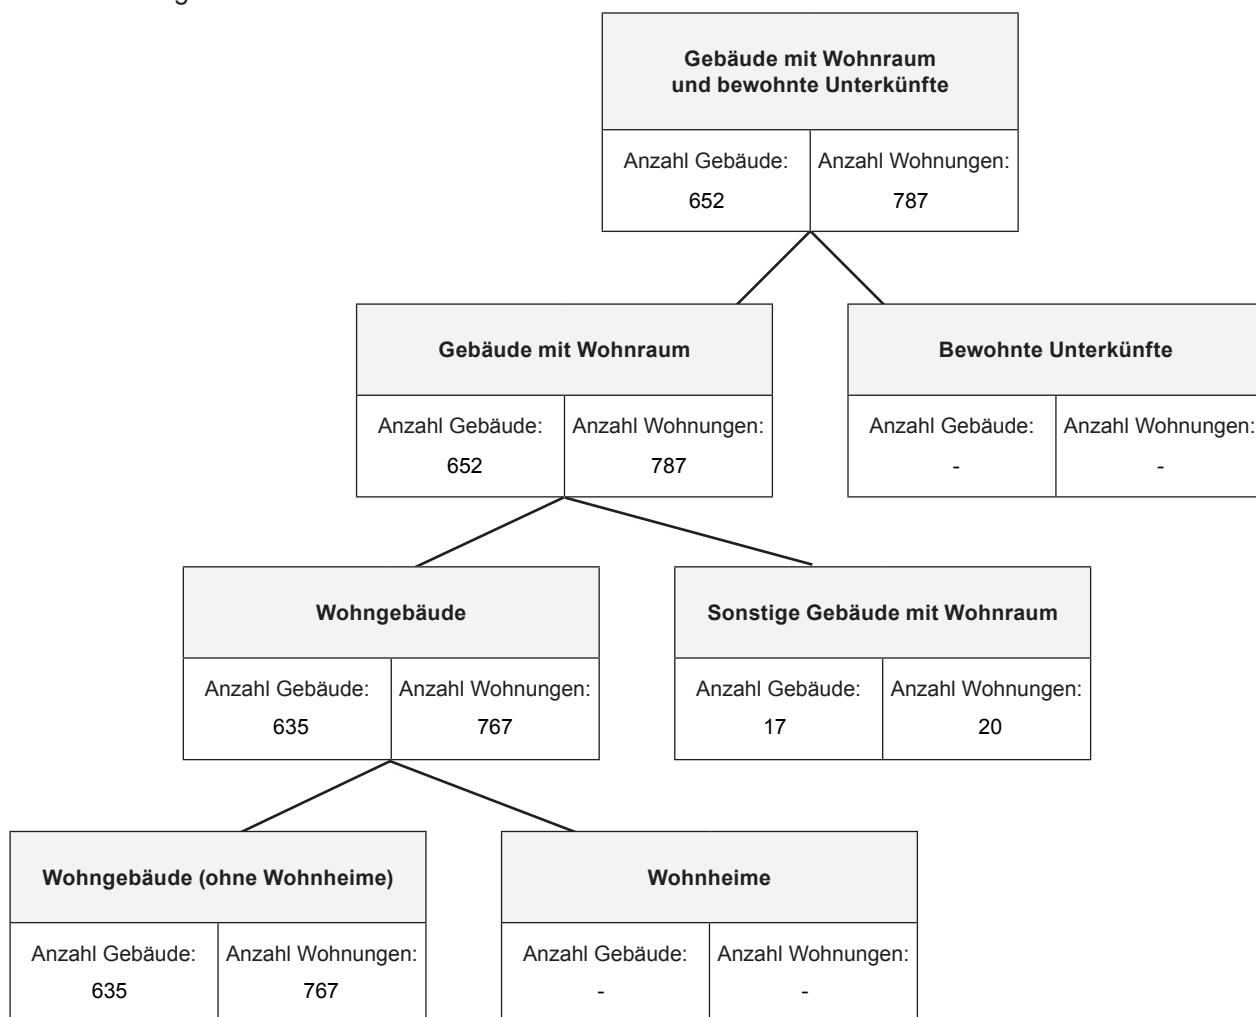 Gebäude mit Wohnraum
und bewohnte Unterkünfte
Anzahl Gebäude: Anzahl Wohnungen:
652 787
Gebäude mit Wohnraum
Anzahl Gebäude: Anzahl Wohnungen:
652 787
Bewohnte Unterkünfte
Anzahl Gebäude: Anzahl Wohnungen:
- -
Wohngebäude
Anzahl Gebäude: Anzahl Wohnungen:
635 767
Sonstige Gebäude mit Wohnraum
Anzahl Gebäude: Anzahl Wohnungen:
17 20
Wohngebäude (ohne Wohnheime)
Anzahl Gebäude: Anzahl Wohnungen:
635 767
Wohnheime
Anzahl Gebäude: Anzahl Wohnungen:
- -